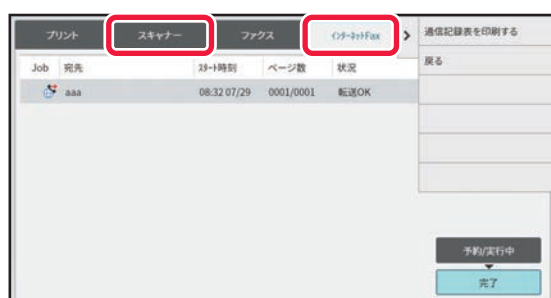 プリント スキャナー ファクス インターネットFax > 通信記録表を印刷する
Job 宛先 スタート時刻 ページ数 状況 戻る
aaa 08:32 07/29 0001/0001 転送OK
予約/実行中
完了